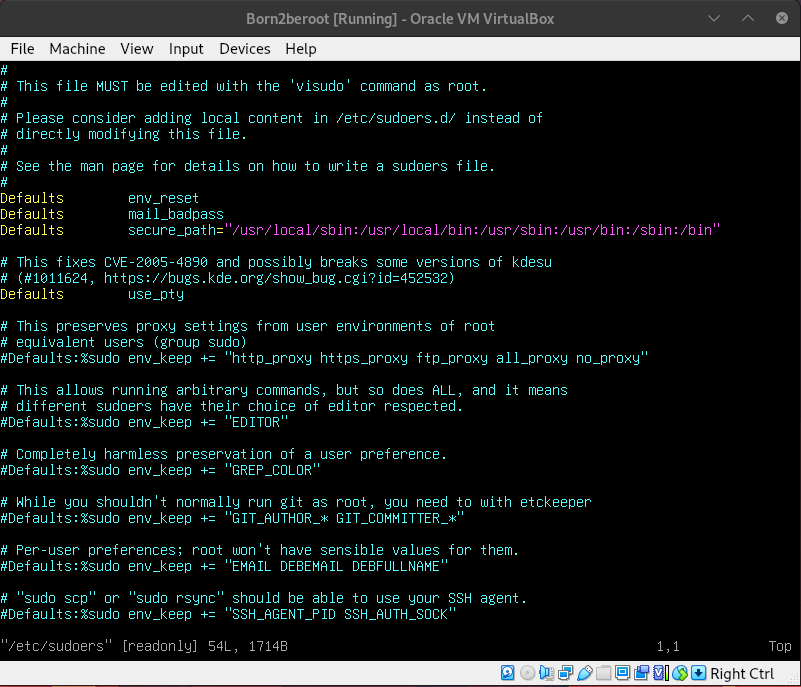 Born2beroot [Running] - Oracle VM VirtualBox
File Machine View Input Devices Help
#
# This file MUST be edited with the 'visudo' command as root.
#
# Please consider adding local content in /etc/sudoers.d/ instead of
# directly modifying this file.
#
# See the man page for details on how to write a sudoers file.
#
Defaults        env_reset
Defaults        mail_badpass
Defaults        secure_path="/usr/local/sbin:/usr/local/bin:/usr/sbin:/usr/bin:/sbin:/bin"
# This fixes CVE-2005-4890 and possibly breaks some versions of kdesu
# (#1011624, https://bugs.kde.org/show_bug.cgi?id=452532)
Defaults        use_pty
# This preserves proxy settings from user environments of root
# equivalent users (group sudo)
#Defaults:%sudo env_keep += "http_proxy https_proxy ftp_proxy all_proxy no_proxy"
# This allows running arbitrary commands, but so does ALL, and it means
# different sudoers have their choice of editor respected.
#Defaults:%sudo env_keep += "EDITOR"
# Completely harmless preservation of a user preference.
#Defaults:%sudo env_keep += "GREP_COLOR"
# While you shouldn't normally run git as root, you need to with etckeeper
#Defaults:%sudo env_keep += "GIT_AUTHOR_* GIT_COMMITTER_*"
# Per-user preferences; root won't have sensible values for them.
#Defaults:%sudo env_keep += "EMAIL DEBEMAIL DEBFULLNAME"
# "sudo scp" or "sudo rsync" should be able to use your SSH agent.
#Defaults:%sudo env_keep += "SSH_AGENT_PID SSH_AUTH_SOCK"
"/etc/sudoers" [readonly] 54L, 1714B 1,1 Top
Right Ctrl